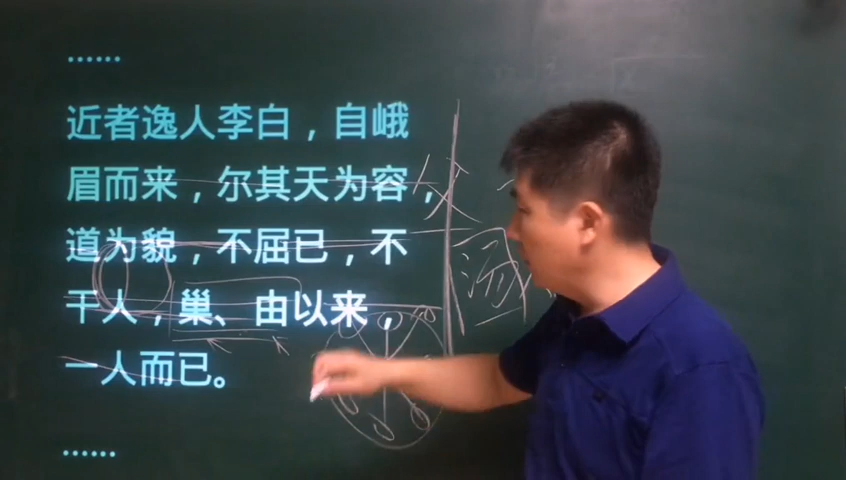 ……
近者逸人李白，自峨
眉而来，尔其天为容，
道为貌，不屈已，不
干人，巢、由以来，
一人而已。
……